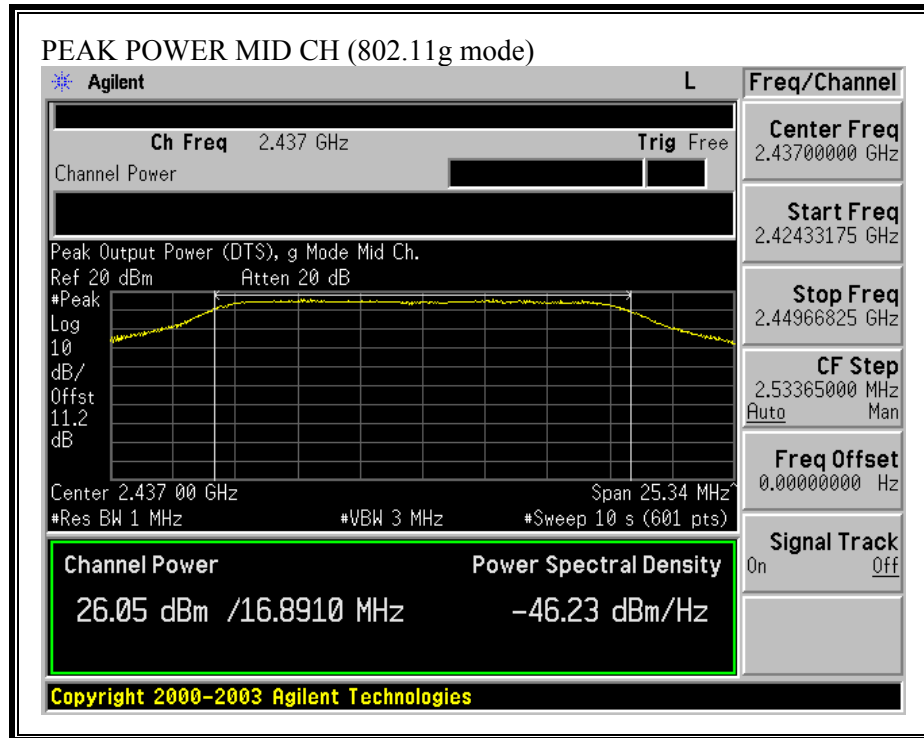 PEAK POWER MID CH (802.11g mode)
Agilent L Freq/Channel
Ch Freq 2.437 GHz Trig Free
Channel Power
Center Freq
2.43700000 GHz
Start Freq
2.42433175 GHz
Stop Freq
2.44966825 GHz
CF Step
2.53365000 MHz
Auto Man
Freq Offset
0.00000000 Hz
Signal Track
On Off
Peak Output Power (DTS), g Mode Mid Ch.
Ref 20 dBm Atten 20 dB
#Peak
Log
10
dB/
Offst
11.2
dB
Center 2.437 00 GHz Span 25.34 MHz^
#Res BW 1 MHz #VBW 3 MHz #Sweep 10 s (601 pts)
Channel Power Power Spectral Density
26.05 dBm /16.8910 MHz -46.23 dBm/Hz
Copyright 2000-2003 Agilent Technologies